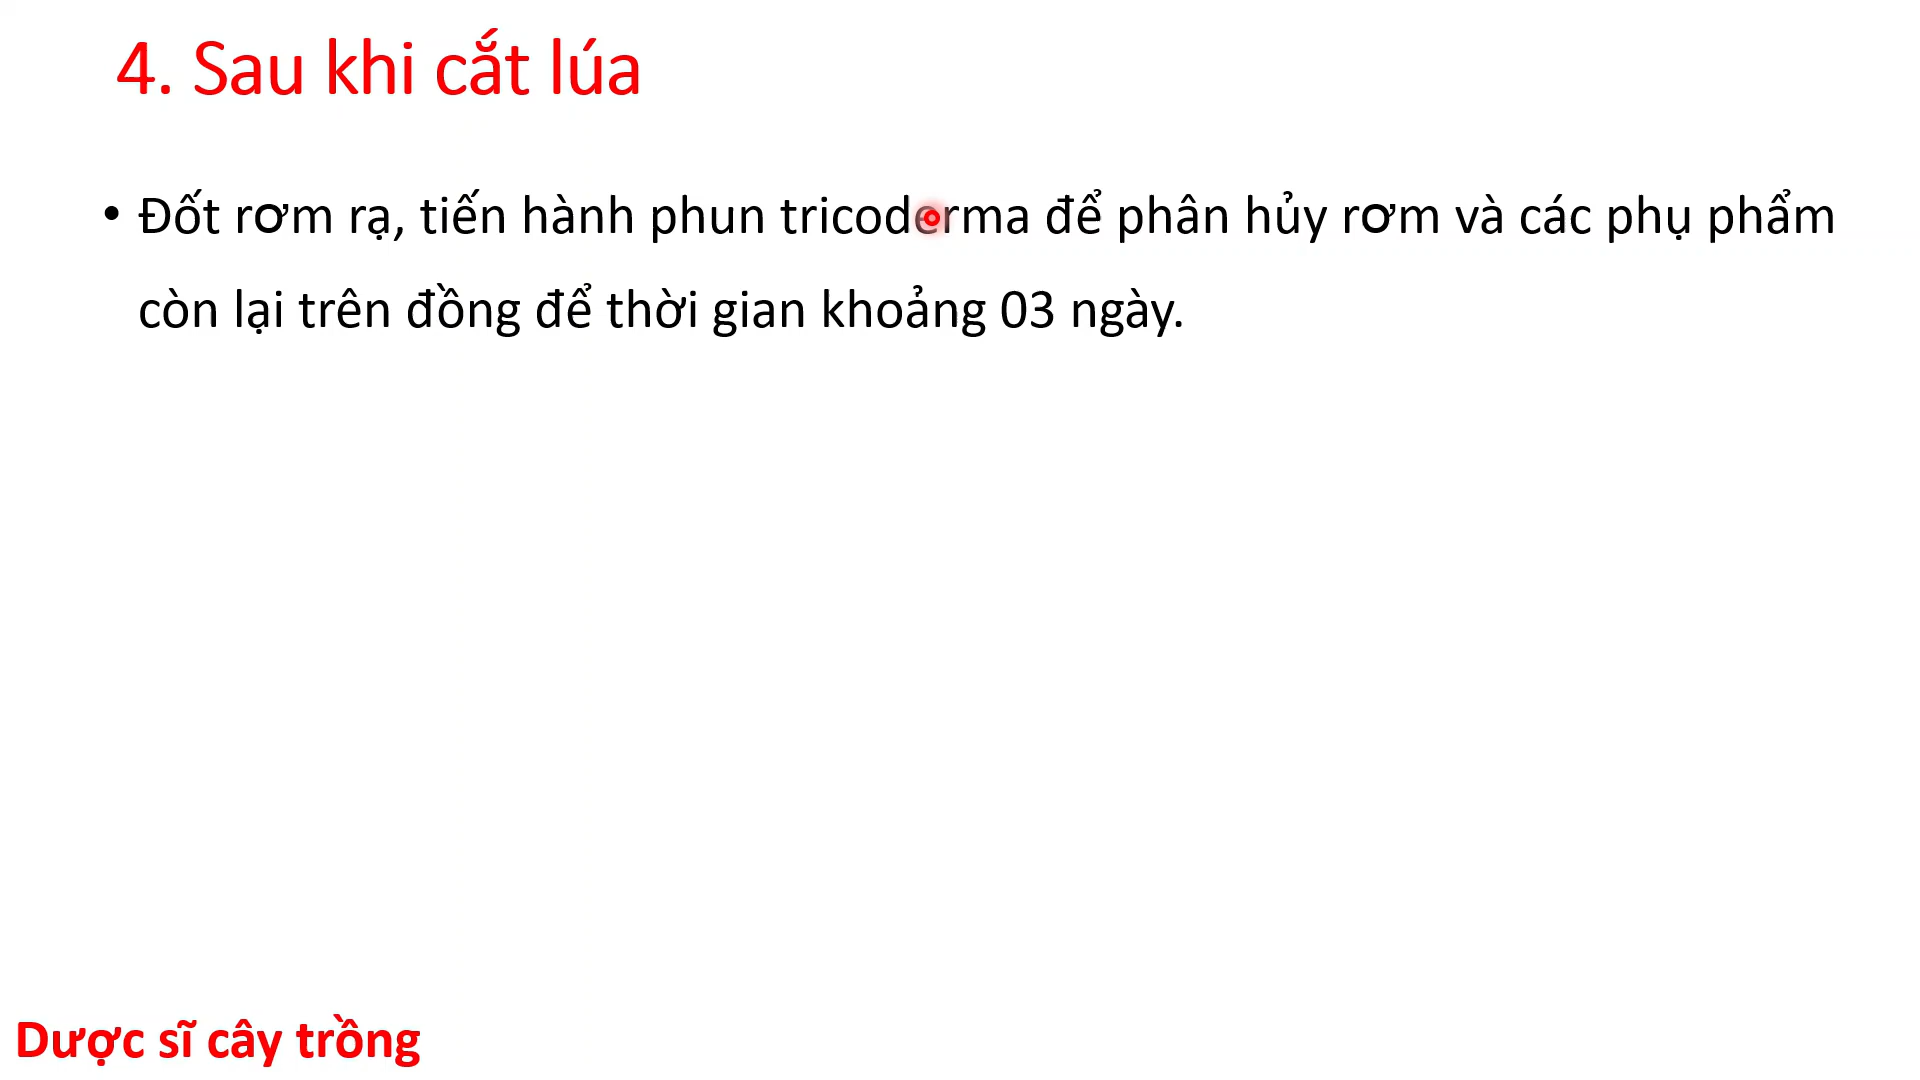 4. Sau khi cắt lúa
• Đốt rơm rạ, tiến hành phun tricoderma để phân hủy rơm và các phụ phẩm
còn lại trên đồng để thời gian khoảng 03 ngày.
Dược sĩ cây trồng